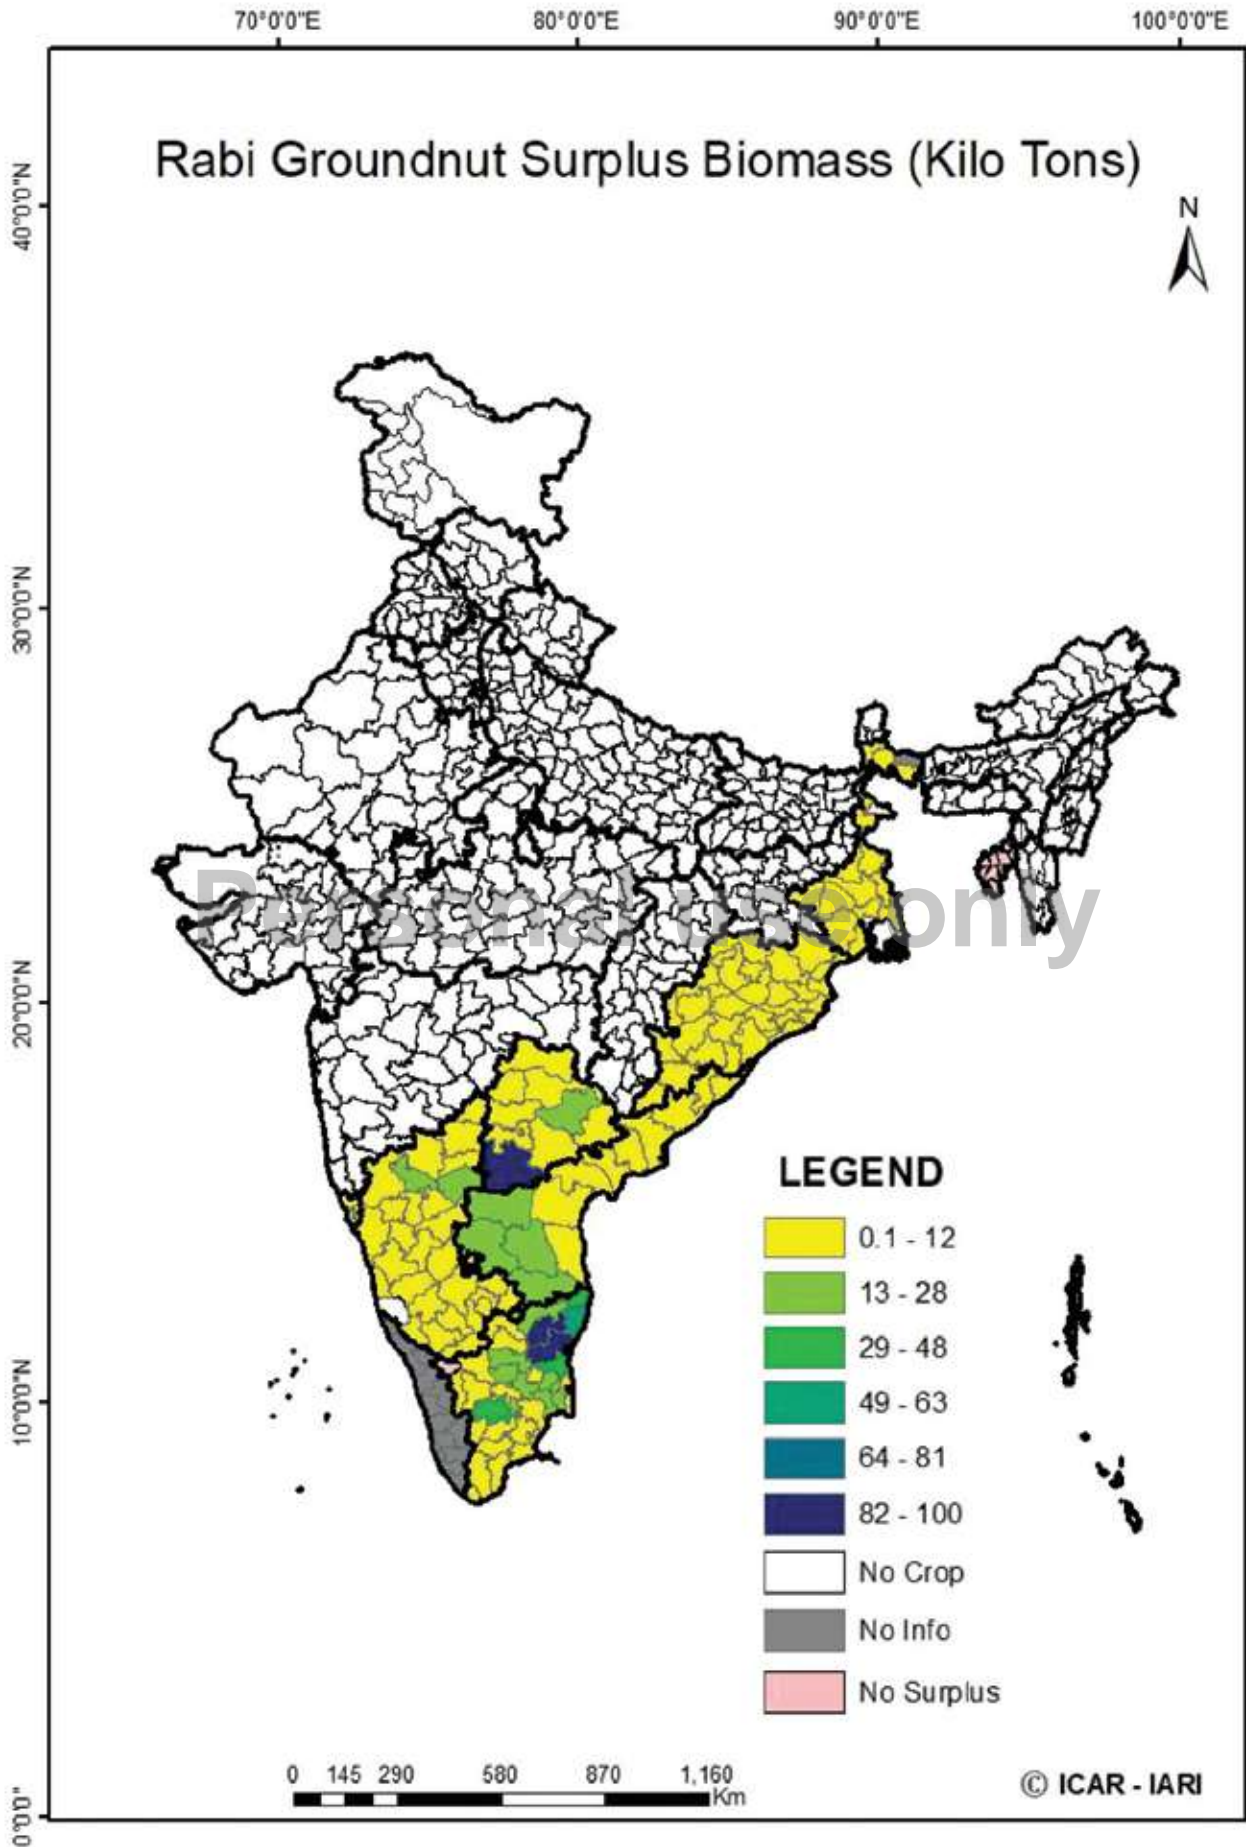 70°0'0"E 80°0'0"E 90°0'0"E 100°0'0"E
Rabi Groundnut Surplus Biomass (Kilo Tons)
N
40°0'0"N
30°0'0"N
20°0'0"N
10°0'0"N
0°0'0"
Personal use only
LEGEND
0.1 - 12
13 - 28
29 - 48
49 - 63
64 - 81
82 - 100
No Crop
No Info
No Surplus
0 145 290 580 870 1,160
Km
© ICAR - IARI